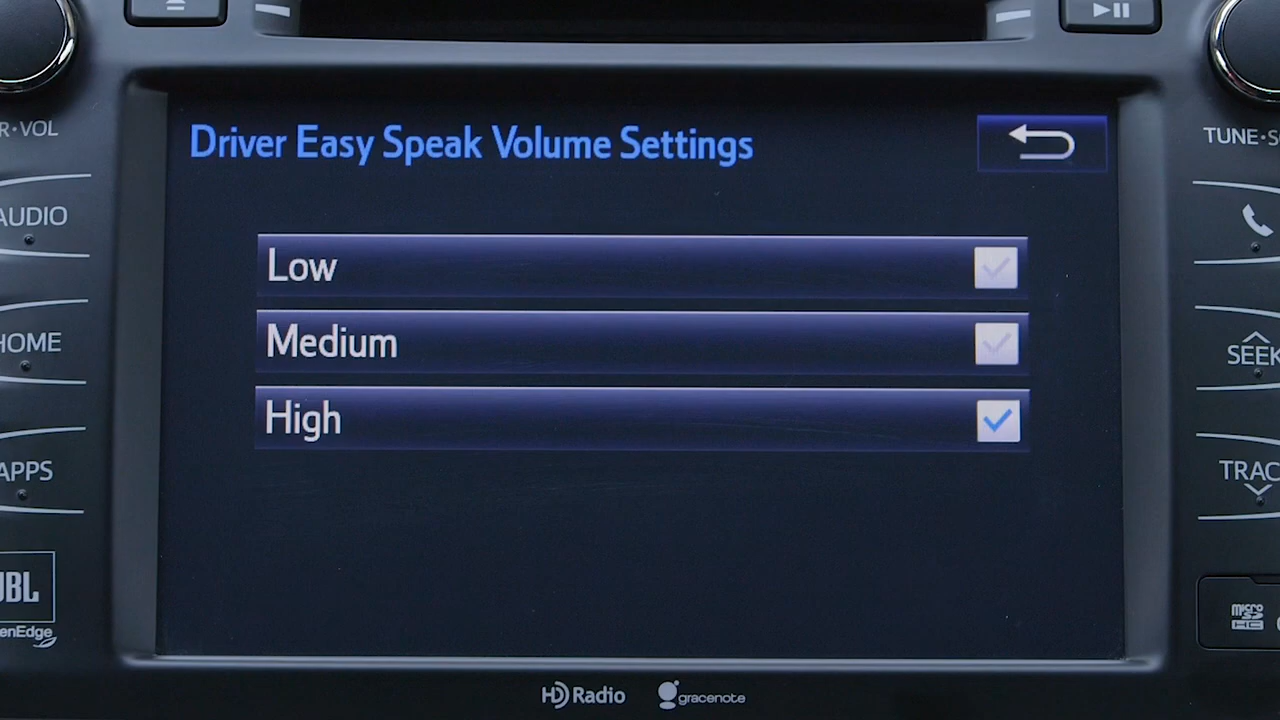 R•VOL
TUNE•S
AUDIO
HOME
APPS
JBL
enEdge
Driver Easy Speak Volume Settings
Low
Medium
High
SEEK
TRAC
micro
SD
HC
HD Radio
gracenote